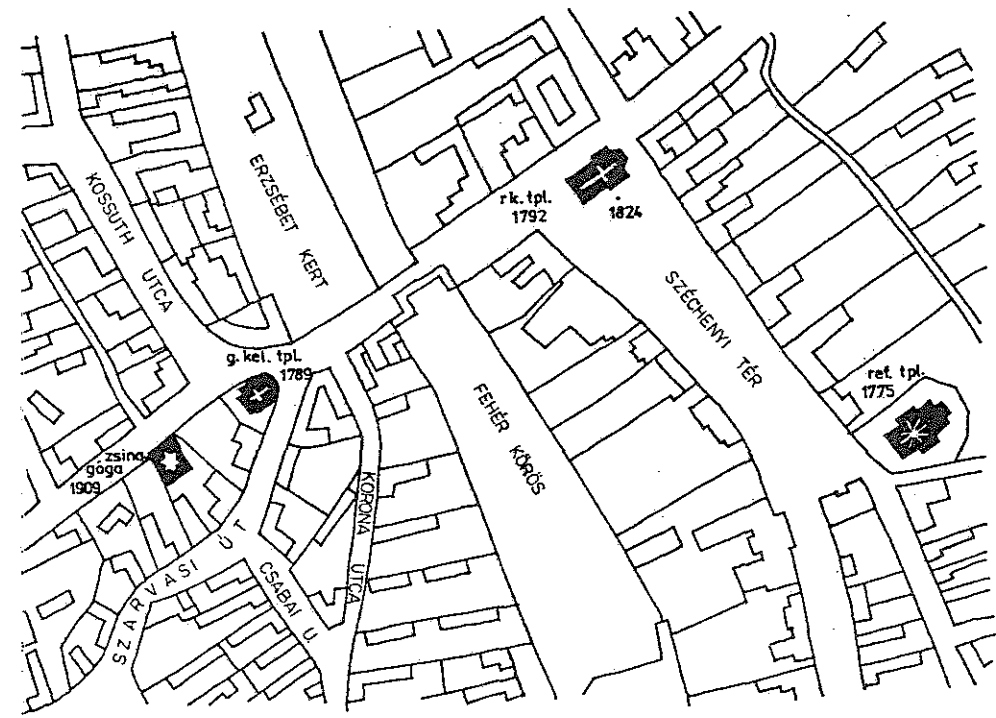 KOSSUTH UTCA
ERZSÉBET KERT
rk. tpl.
1792
1824
SZÉCHENYI TÉR
g. kel. tpl.
1789
ref. tpl.
1775
FEHÉR KÖRÖS
zsina
góga
1909
KORONA UTCA
SZARVASI ÚT
CSABAI U.